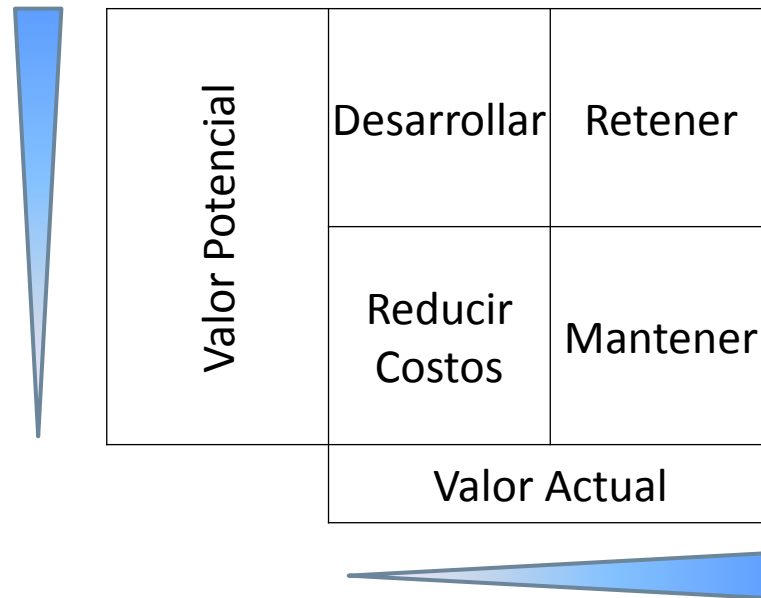 Valor Potencial
Desarrollar
Retener
Reducir
Costos
Mantener
Valor Actual